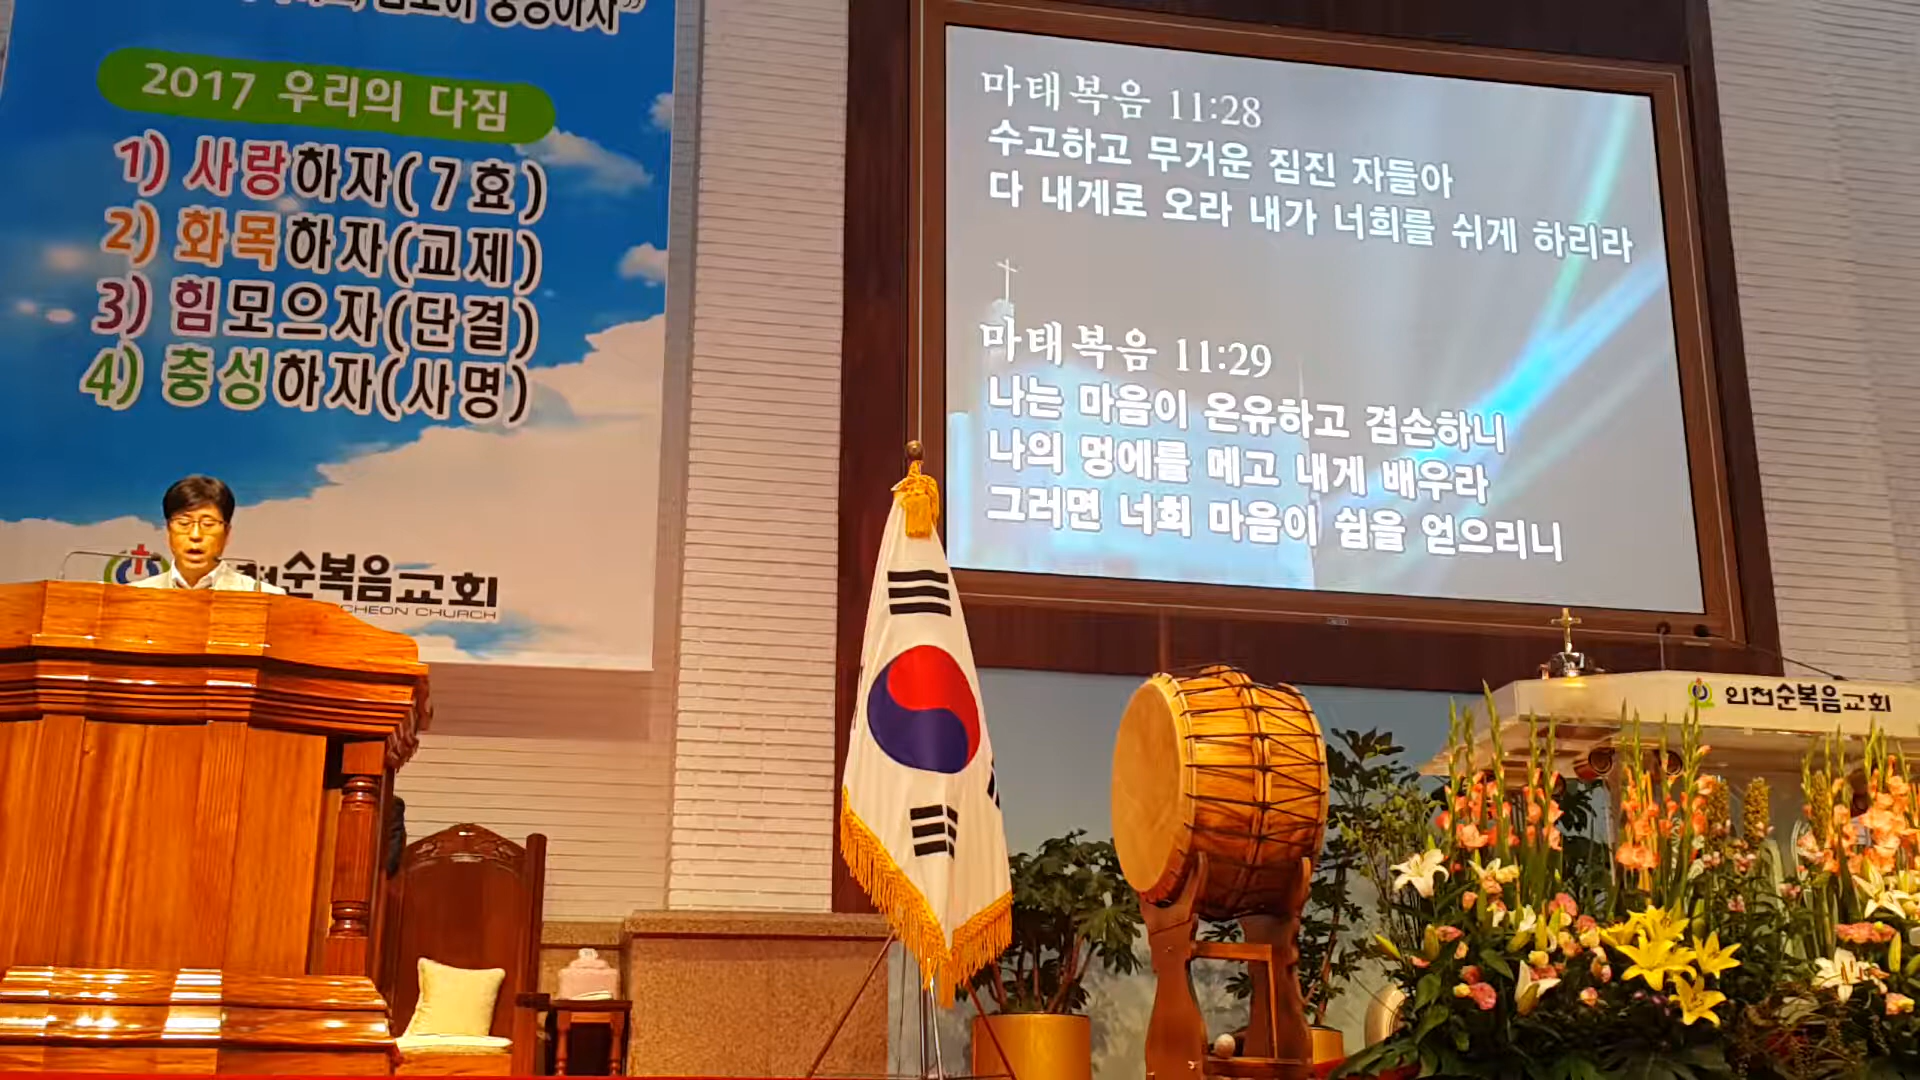 2017 우리의 다짐
1) 사랑하자(7효)
2) 화목하자(교제)
3) 힘모으자(단결)
4) 충성하자(사명)
순복음교회
CHEON CHURCH
마태복음 11:28
수고하고 무거운 짐진 자들아
다 내게로 오라 내가 너희를 쉬게 하리라
마태복음 11:29
나는 마음이 온유하고 겸손하니
나의 멍에를 메고 내게 배우라
그러면 너희 마음이 쉼을 얻으리니
인천순복음교회